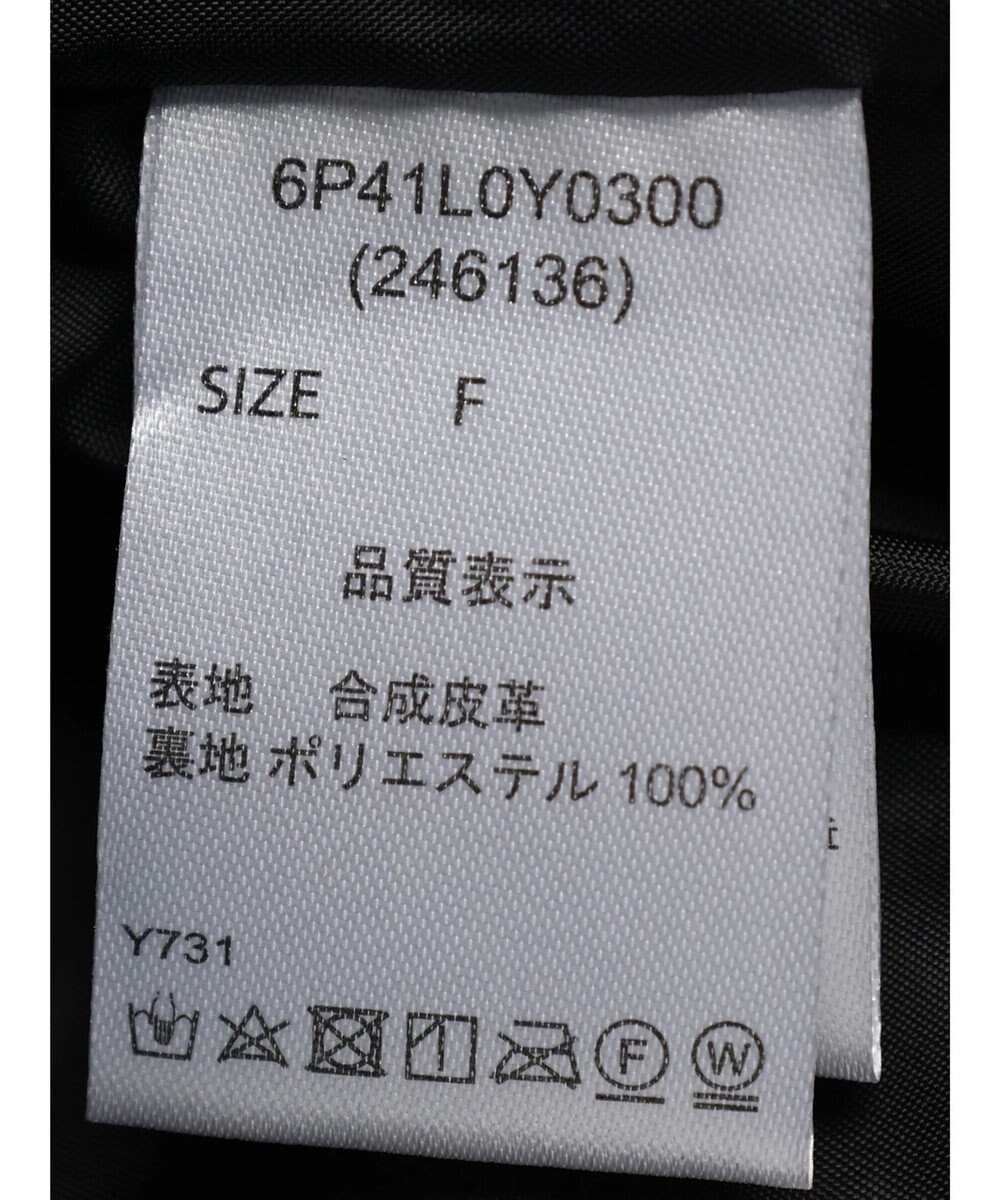 6P41L0Y0300
(246136)
SIZE F
品質表示
表地 合成皮革
裏地 ポリエステル 100%
Y731
F W